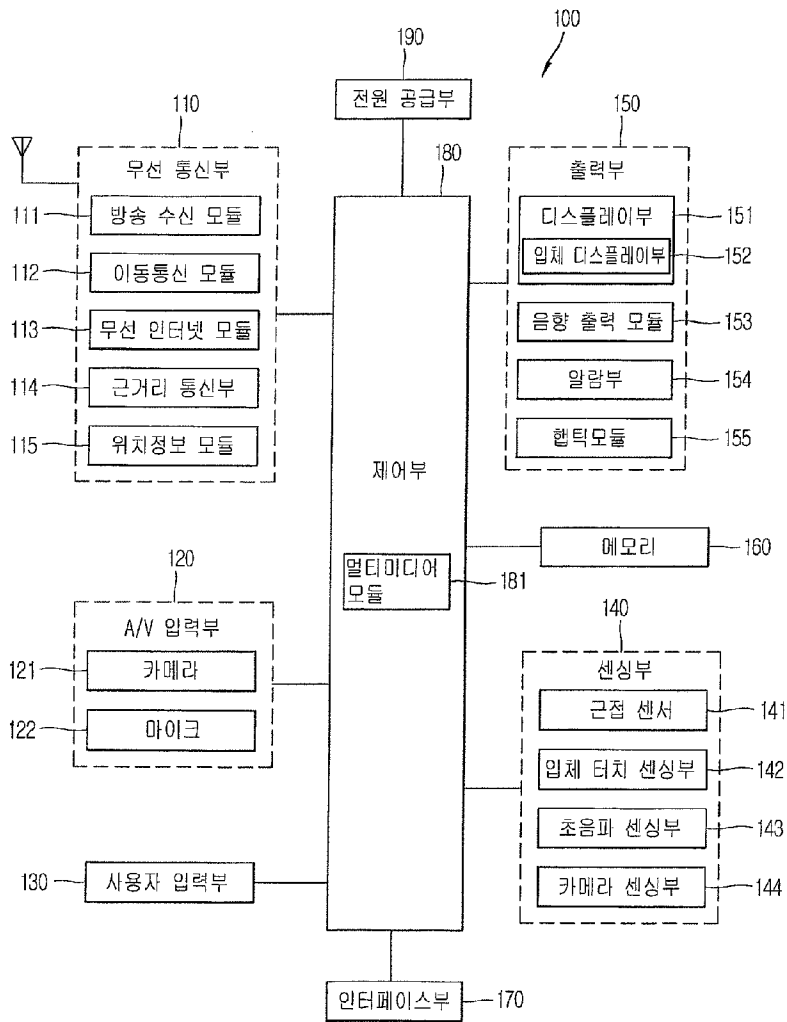 100
190
전원 공급부
110
무선 통신부
111
방송 수신 모듈
112
이동통신 모듈
113
무선 인터넷 모듈
114
근거리 통신부
115
위치정보 모듈
180
제어부
멀티미디어
모듈
181
150
출력부
디스플레이부
151
입체 디스플레이부
152
음향 출력 모듈
153
알람부
154
햅틱모듈
155
메모리
160
120
A/V 입력부
121
카메라
122
마이크
140
센싱부
근접 센서
141
입체 터치 센싱부
142
초음파 센싱부
143
카메라 센싱부
144
130
사용자 입력부
인터페이스부
170